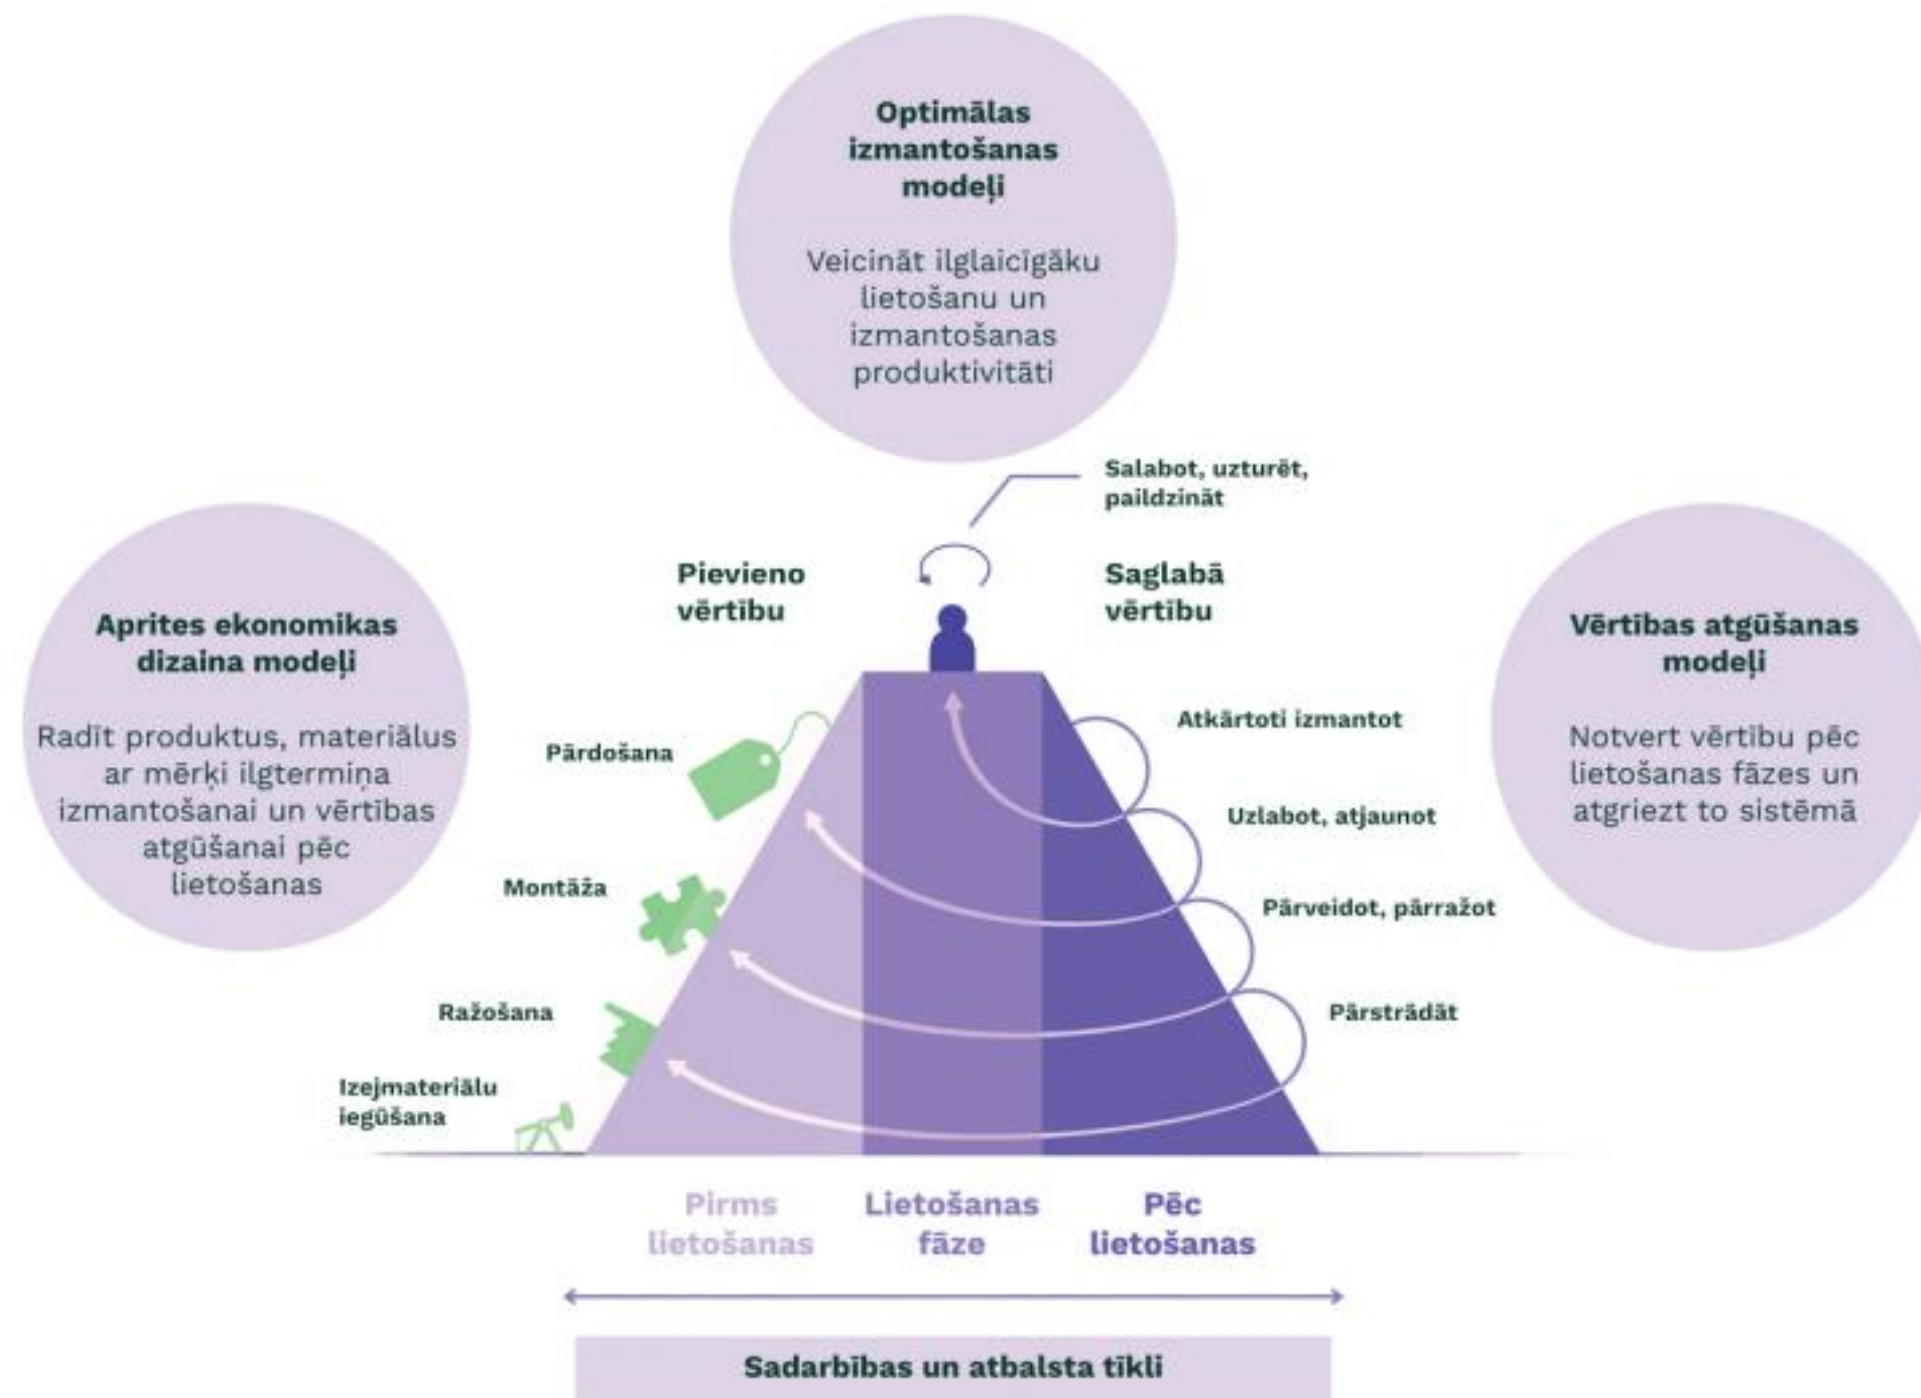 Optimālas
izmantošanas
modeļi
Veicināt ilglaicīgāku
lietošanu un
izmantošanas
produktivitāti
Salabot, uzturēt,
paildzināt
Pievieno
vērtību
Saglabā
vērtību
Aprites ekonomikas
dizaina modeļi
Radīt produktus, materiālus
ar mērķi ilgtermiņa
izmantošanai un vērtības
atgūšanai pēc
lietošanas
Vērtības atgūšanas
modeļi
Notvert vērtību pēc
lietošanas fāzes un
atgriezt to sistēmā
Pārdošana
Montāža
Ražošana
Izejmateriālu
iegūšana
Atkārtoti izmantot
Uzlabot, atjaunot
Pārveidot, pārražot
Pārstrādāt
Pirms
lietošanas
Lietošanas
fāze
Pēc
lietošanas
Sadarbības un atbalsta tīkli